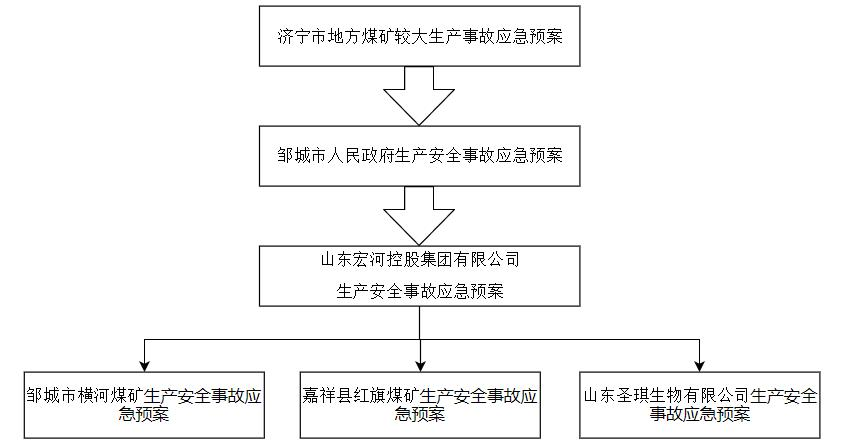 济宁市地方煤矿较大生产事故应急预案
邹城市人民政府生产安全事故应急预案
山东宏河控股集团有限公司
生产安全事故应急预案
邹城市横河煤矿生产安全事故应
急预案
嘉祥县红旗煤矿生产安全事故应
急预案
山东圣琪生物有限公司生产安全
事故应急预案